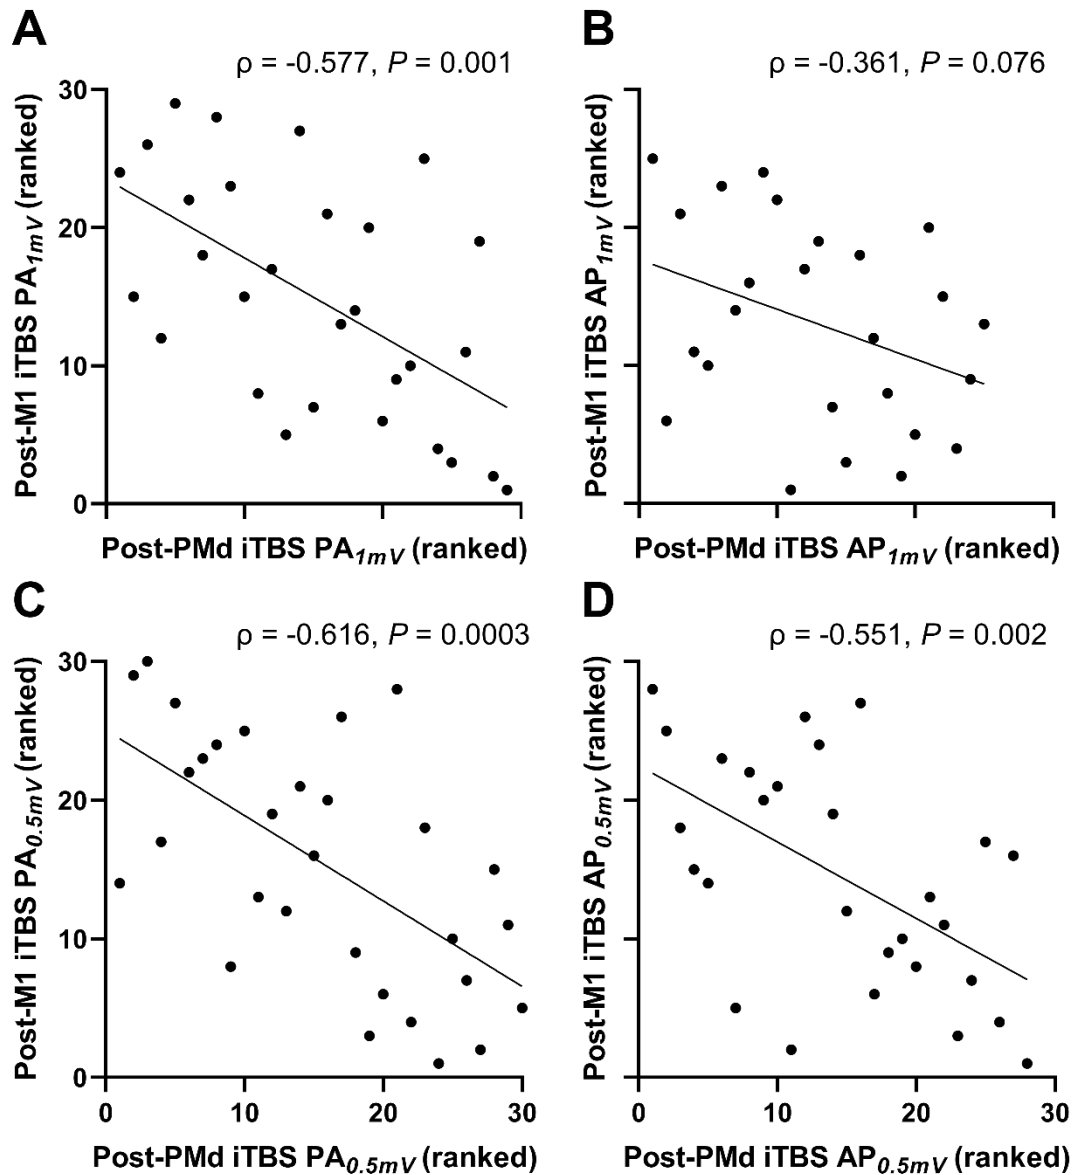 A
ρ = -0.577, P = 0.001
Post-M1 iTBS PA1mV (ranked)
30
20
10
0
Post-PMd iTBS PA1mV (ranked)
B
ρ = -0.361, P = 0.076
Post-M1 iTBS AP1mV (ranked)
Post-PMd iTBS AP1mV (ranked)
C
ρ = -0.616, P = 0.0003
Post-M1 iTBS PA0.5mV (ranked)
30
20
10
0
0 10 20 30
Post-PMd iTBS PA0.5mV (ranked)
D
ρ = -0.551, P = 0.002
Post-M1 iTBS AP0.5mV (ranked)
0 10 20 30
Post-PMd iTBS AP0.5mV (ranked)